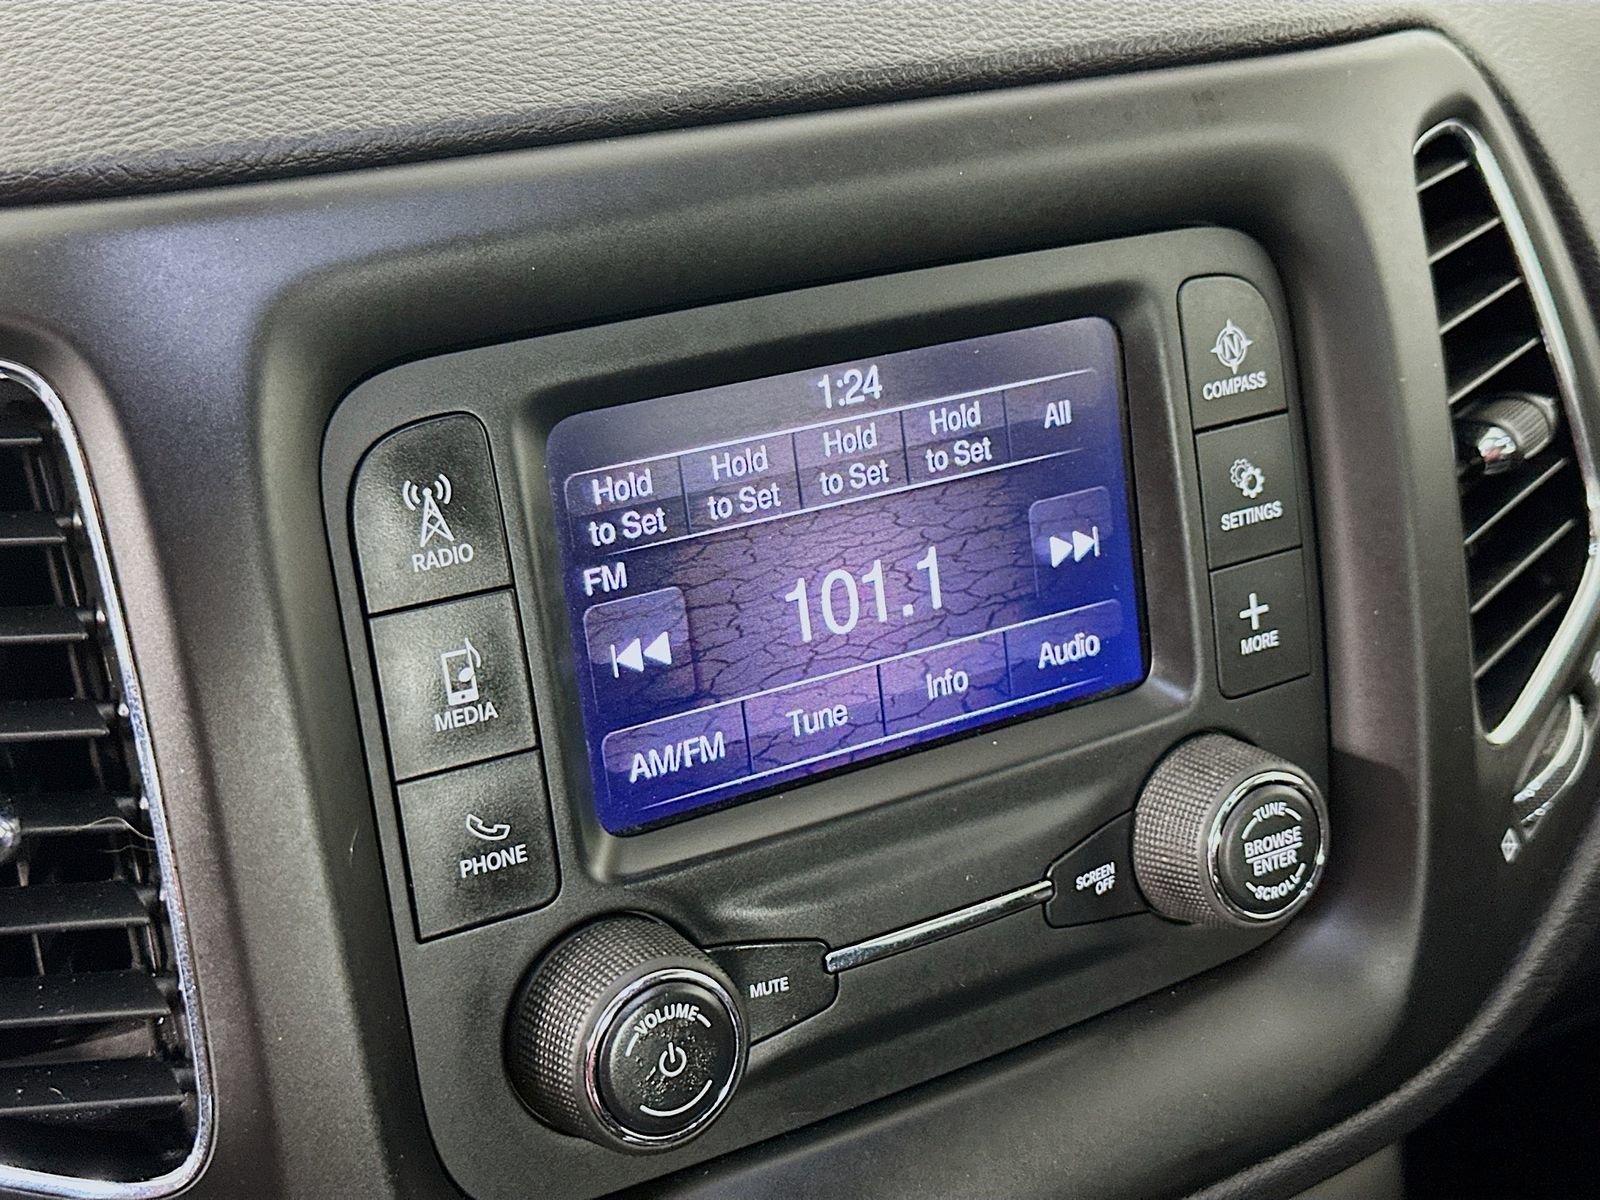 1:24
Hold to Set
Hold to Set
Hold to Set
Hold to Set
All
FM
101.1
AM/FM
Tune
Info
Audio
RADIO
MEDIA
PHONE
N
COMPASS
SETTINGS
MORE
VOLUME
MUTE
SCREEN
OFF
TUNE
BROWSE
ENTER
SCROLL